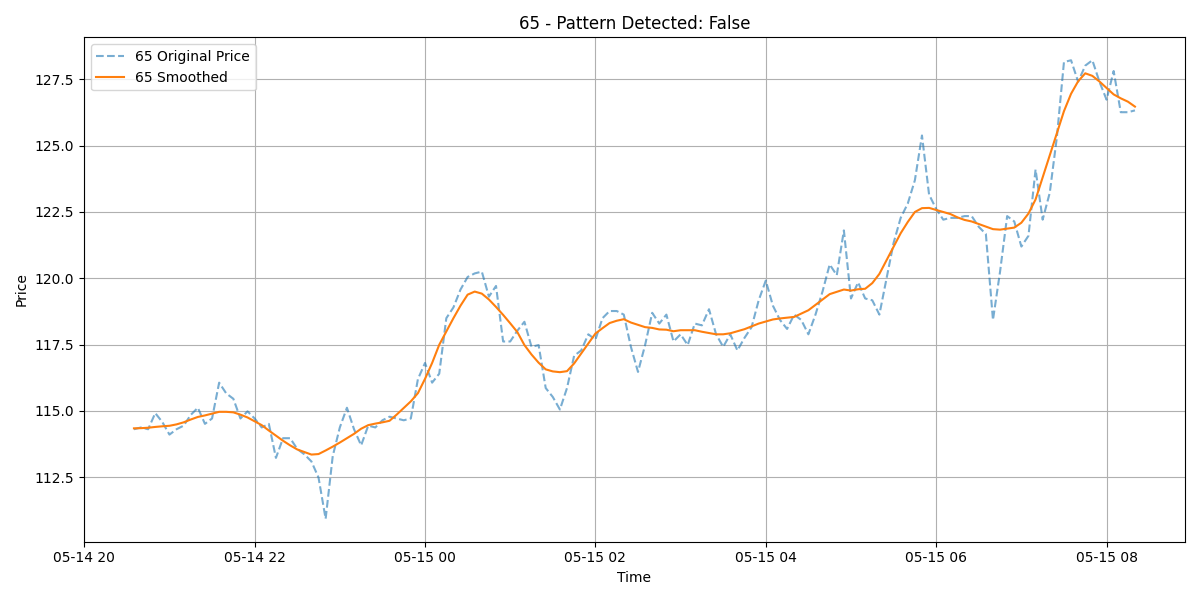 65 - Pattern Detected: False
65 Original Price
65 Smoothed
Price
127.5
125.0
122.5
120.0
117.5
115.0
112.5
05-14 20
05-14 22
05-15 00
05-15 02
05-15 04
05-15 06
05-15 08
Time